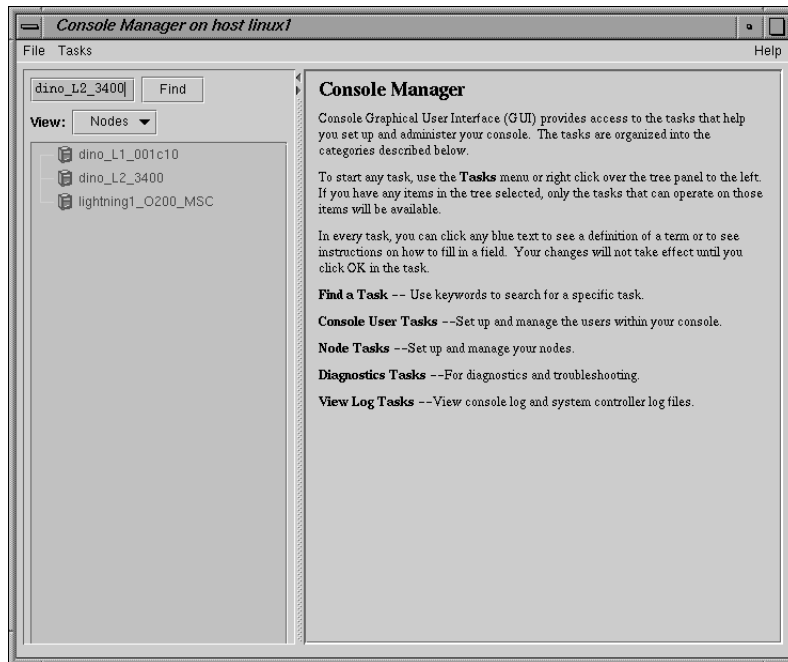 Console Manager on host linux1
File Tasks Help
dino_L2_3400 Find
View: Nodes
dino_L1_001c10
dino_L2_3400
lightning1_O200_MSC
Console Manager
Console Graphical User Interface (GUI) provides access to the tasks that help
you set up and administer your console. The tasks are organized into the
categories described below.
To start any task, use the Tasks menu or right click over the tree panel to the left.
If you have any items in the tree selected, only the tasks that can operate on those
items will be available.
In every task, you can click any blue text to see a definition of a term or to see
instructions on how to fill in a field. Your changes will not take effect until you
click OK in the task.
Find a Task -- Use keywords to search for a specific task.
Console User Tasks --Set up and manage the users within your console.
Node Tasks --Set up and manage your nodes.
Diagnostics Tasks --For diagnostics and troubleshooting.
View Log Tasks --View console log and system controller log files.